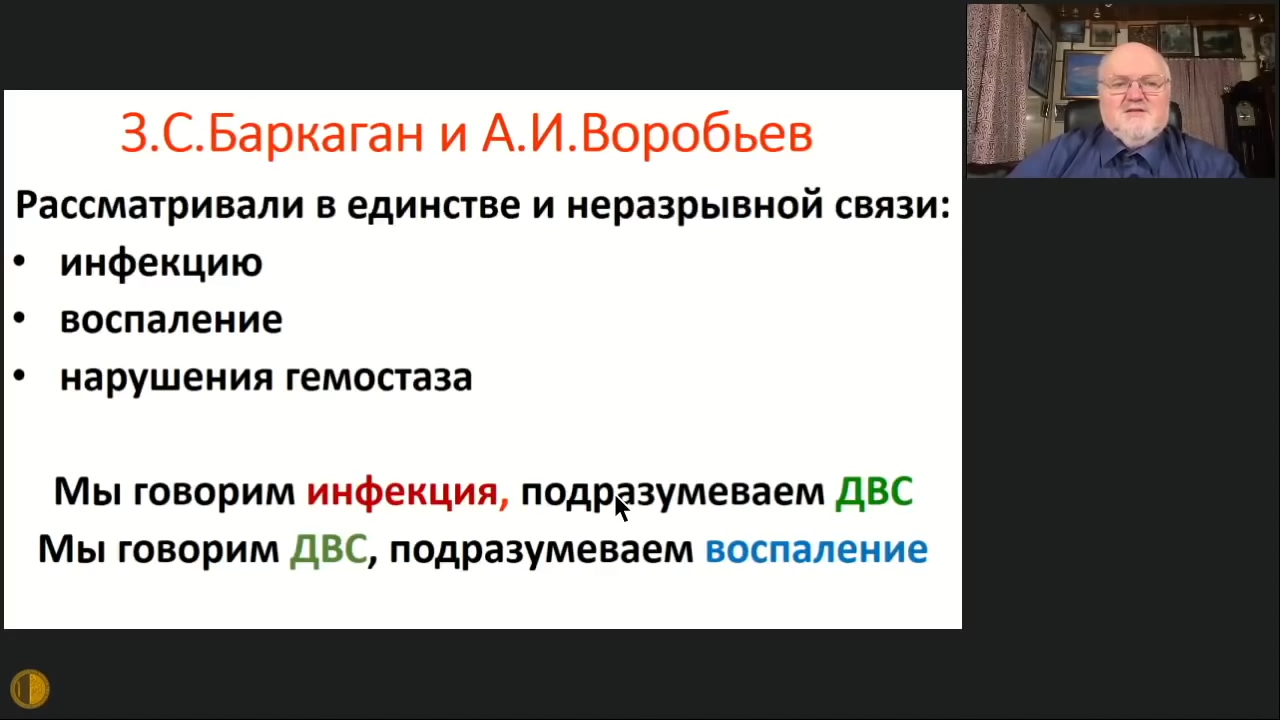 З.С.Баркаган и А.И.Воробьев
Рассматривали в единстве и неразрывной связи:
• инфекцию
• воспаление
• нарушения гемостаза
Мы говорим инфекция, подразумеваем ДВС
Мы говорим ДВС, подразумеваем воспаление